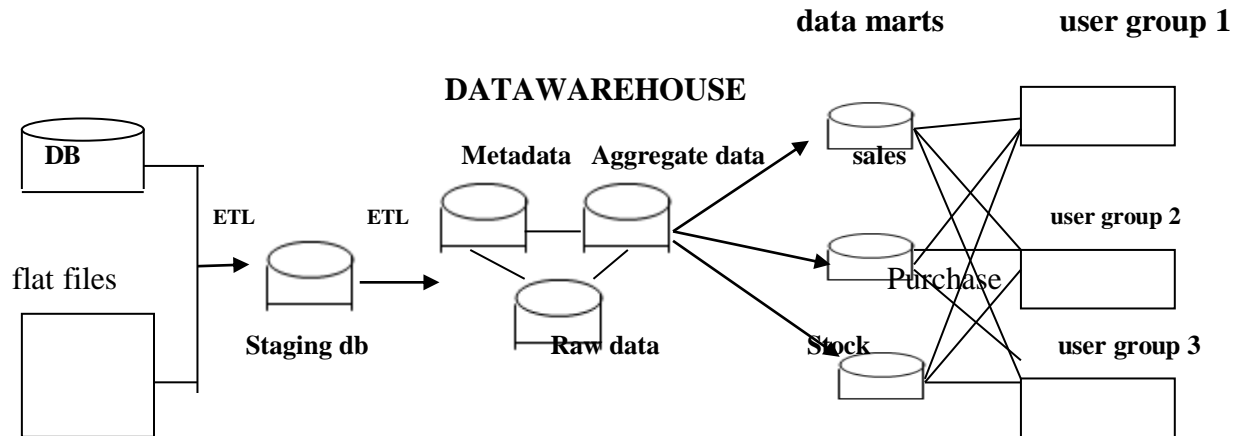 data marts user group 1
DATAWAREHOUSE
DB Metadata Aggregate data sales
ETL ETL user group 2
flat files Purchase
Staging db Raw data Stock user group 3